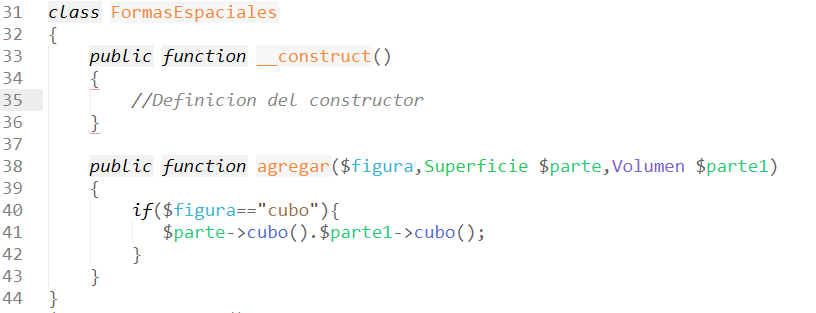 31 class FormasEspaciales
32 {
33 public function __construct()
34 {
35 //Definicion del constructor
36 }
37
38 public function agregar($figura,Superficie $parte,Volumen $parte1)
39 {
40 if($figura=="cubo"){
41 $parte->cubo().$parte1->cubo();
42 }
43 }
44 }